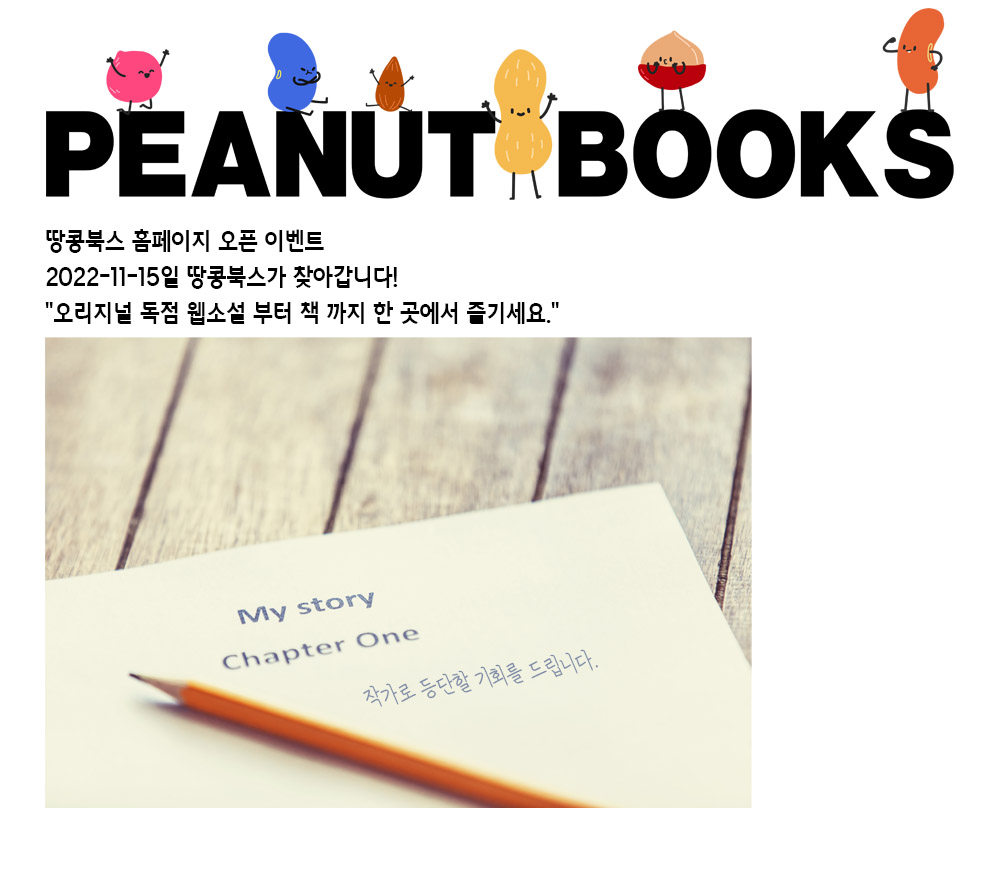 PEANUT BOOKS
땅콩북스 홈페이지 오픈 이벤트
2022-11-15일 땅콩북스가 찾아갑니다!
"오리지널 독점 웹소설 부터 책 까지 한 곳에서 즐기세요."
My story
Chapter One
작가로 등단할 기회를 드립니다.